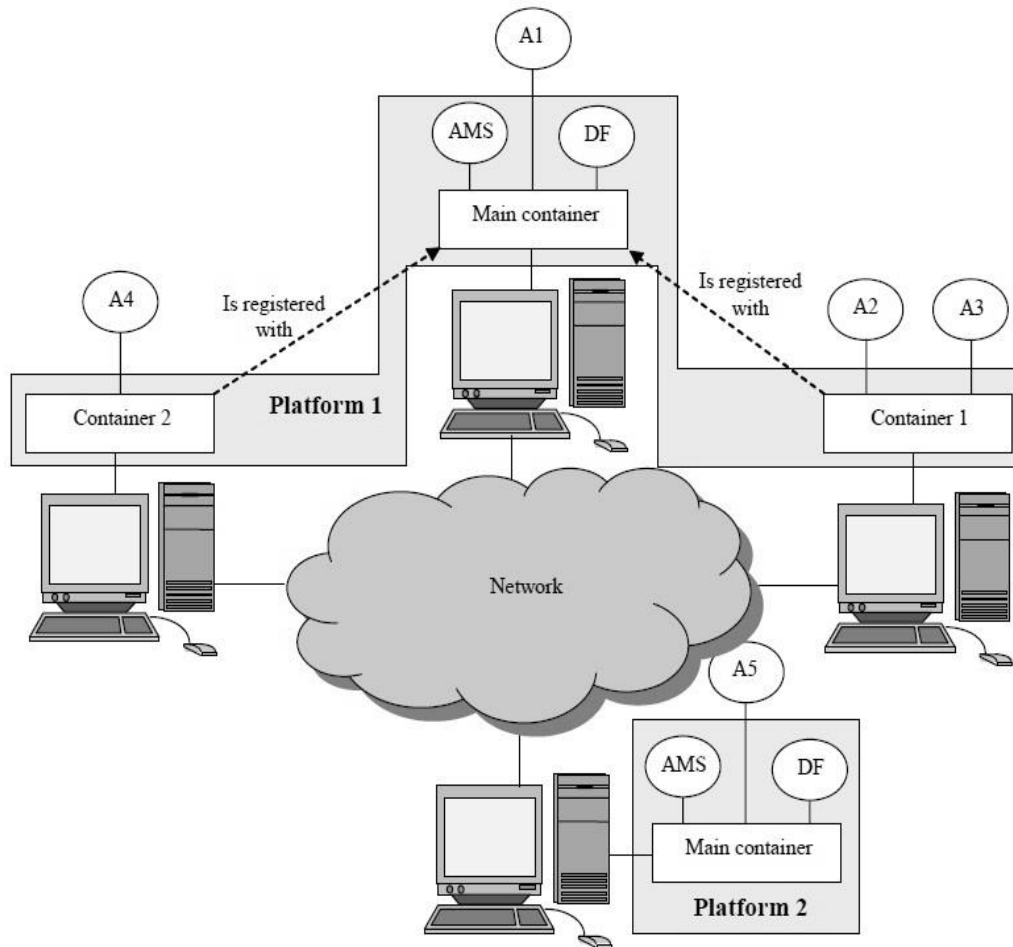 A1
AMS
DF
Main container
Is registered
with
Is registered
with
A4
A2
A3
Container 2
Platform 1
Container 1
Network
A5
AMS
DF
Main container
Platform 2